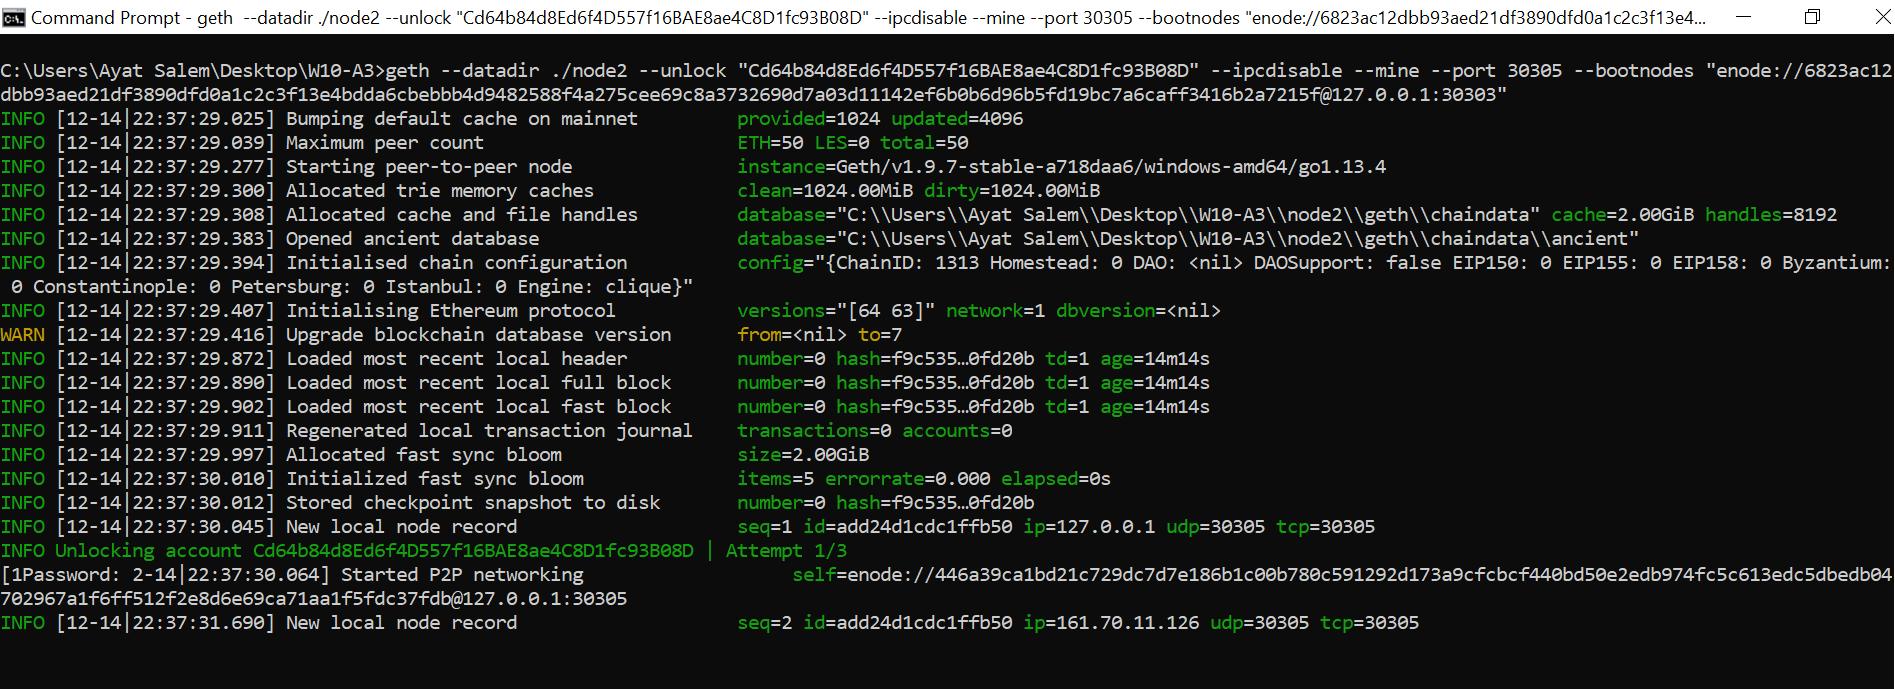 Command Prompt - geth  --datadir ./node2 --unlock "Cd64b84d8Ed6f4D557f16BAE8ae4C8D1fc93B08D" --ipcdisable --mine --port 30305 --bootnodes "enode://6823ac12dbb93aed21df3890dfd0a1c2c3f13e4...
C:\Users\Ayat Salem\Desktop\W10-A3>geth --datadir ./node2 --unlock "Cd64b84d8Ed6f4D557f16BAE8ae4C8D1fc93B08D" --ipcdisable --mine --port 30305 --bootnodes "enode://6823ac12
dbb93aed21df3890dfd0a1c2c3f13e4bdda6cbebbb4d9482588f4a275cee69c8a3732690d7a03d11142ef6b0b6d96b5fd19bc7a6caff3416b2a7215f@127.0.0.1:30303"
INFO [12-14|22:37:29.025] Bumping default cache on mainnet         provided=1024 updated=4096
INFO [12-14|22:37:29.039] Maximum peer count                       ETH=50 LES=0 total=50
INFO [12-14|22:37:29.277] Starting peer-to-peer node               instance=Geth/v1.9.7-stable-a718daa6/windows-amd64/go1.13.4
INFO [12-14|22:37:29.300] Allocated trie memory caches             clean=1024.00MiB dirty=1024.00MiB
INFO [12-14|22:37:29.308] Allocated cache and file handles         database="C:\\Users\\Ayat Salem\\Desktop\\W10-A3\\node2\\geth\\chaindata" cache=2.00GiB handles=8192
INFO [12-14|22:37:29.383] Opened ancient database                  database="C:\\Users\\Ayat Salem\\Desktop\\W10-A3\\node2\\geth\\chaindata\\ancient"
INFO [12-14|22:37:29.394] Initialised chain configuration          config="{ChainID: 1313 Homestead: 0 DAO: <nil> DAOSupport: false EIP150: 0 EIP155: 0 EIP158: 0 Byzantium:
 0 Constantinople: 0 Petersburg: 0 Istanbul: 0 Engine: clique}"
INFO [12-14|22:37:29.407] Initialising Ethereum protocol           versions="[64 63]" network=1 dbversion=<nil>
WARN [12-14|22:37:29.416] Upgrade blockchain database version      from=<nil> to=7
INFO [12-14|22:37:29.872] Loaded most recent local header          number=0 hash=f9c535…0fd20b td=1 age=14m14s
INFO [12-14|22:37:29.890] Loaded most recent local full block      number=0 hash=f9c535…0fd20b td=1 age=14m14s
INFO [12-14|22:37:29.902] Loaded most recent local fast block      number=0 hash=f9c535…0fd20b td=1 age=14m14s
INFO [12-14|22:37:29.911] Regenerated local transaction journal    transactions=0 accounts=0
INFO [12-14|22:37:29.997] Allocated fast sync bloom                size=2.00GiB
INFO [12-14|22:37:30.010] Initialized fast sync bloom              items=5 errorrate=0.000 elapsed=0s
INFO [12-14|22:37:30.012] Stored checkpoint snapshot to disk       number=0 hash=f9c535…0fd20b
INFO [12-14|22:37:30.045] New local node record                    seq=1 id=add24d1cdc1ffb50 ip=127.0.0.1 udp=30305 tcp=30305
INFO Unlocking account Cd64b84d8Ed6f4D557f16BAE8ae4C8D1fc93B08D | Attempt 1/3
[1Password: 2-14|22:37:30.064] Started P2P networking                   self=enode://446a39ca1bd21c729dc7d7e186b1c00b780c591292d173a9cfcbcf440bd50e2edb974fc5c613edc5dbedb04
702967a1f6ff512f2e8d6e69ca71aa1f5fdc37fdb@127.0.0.1:30305
INFO [12-14|22:37:31.690] New local node record                    seq=2 id=add24d1cdc1ffb50 ip=161.70.11.126 udp=30305 tcp=30305